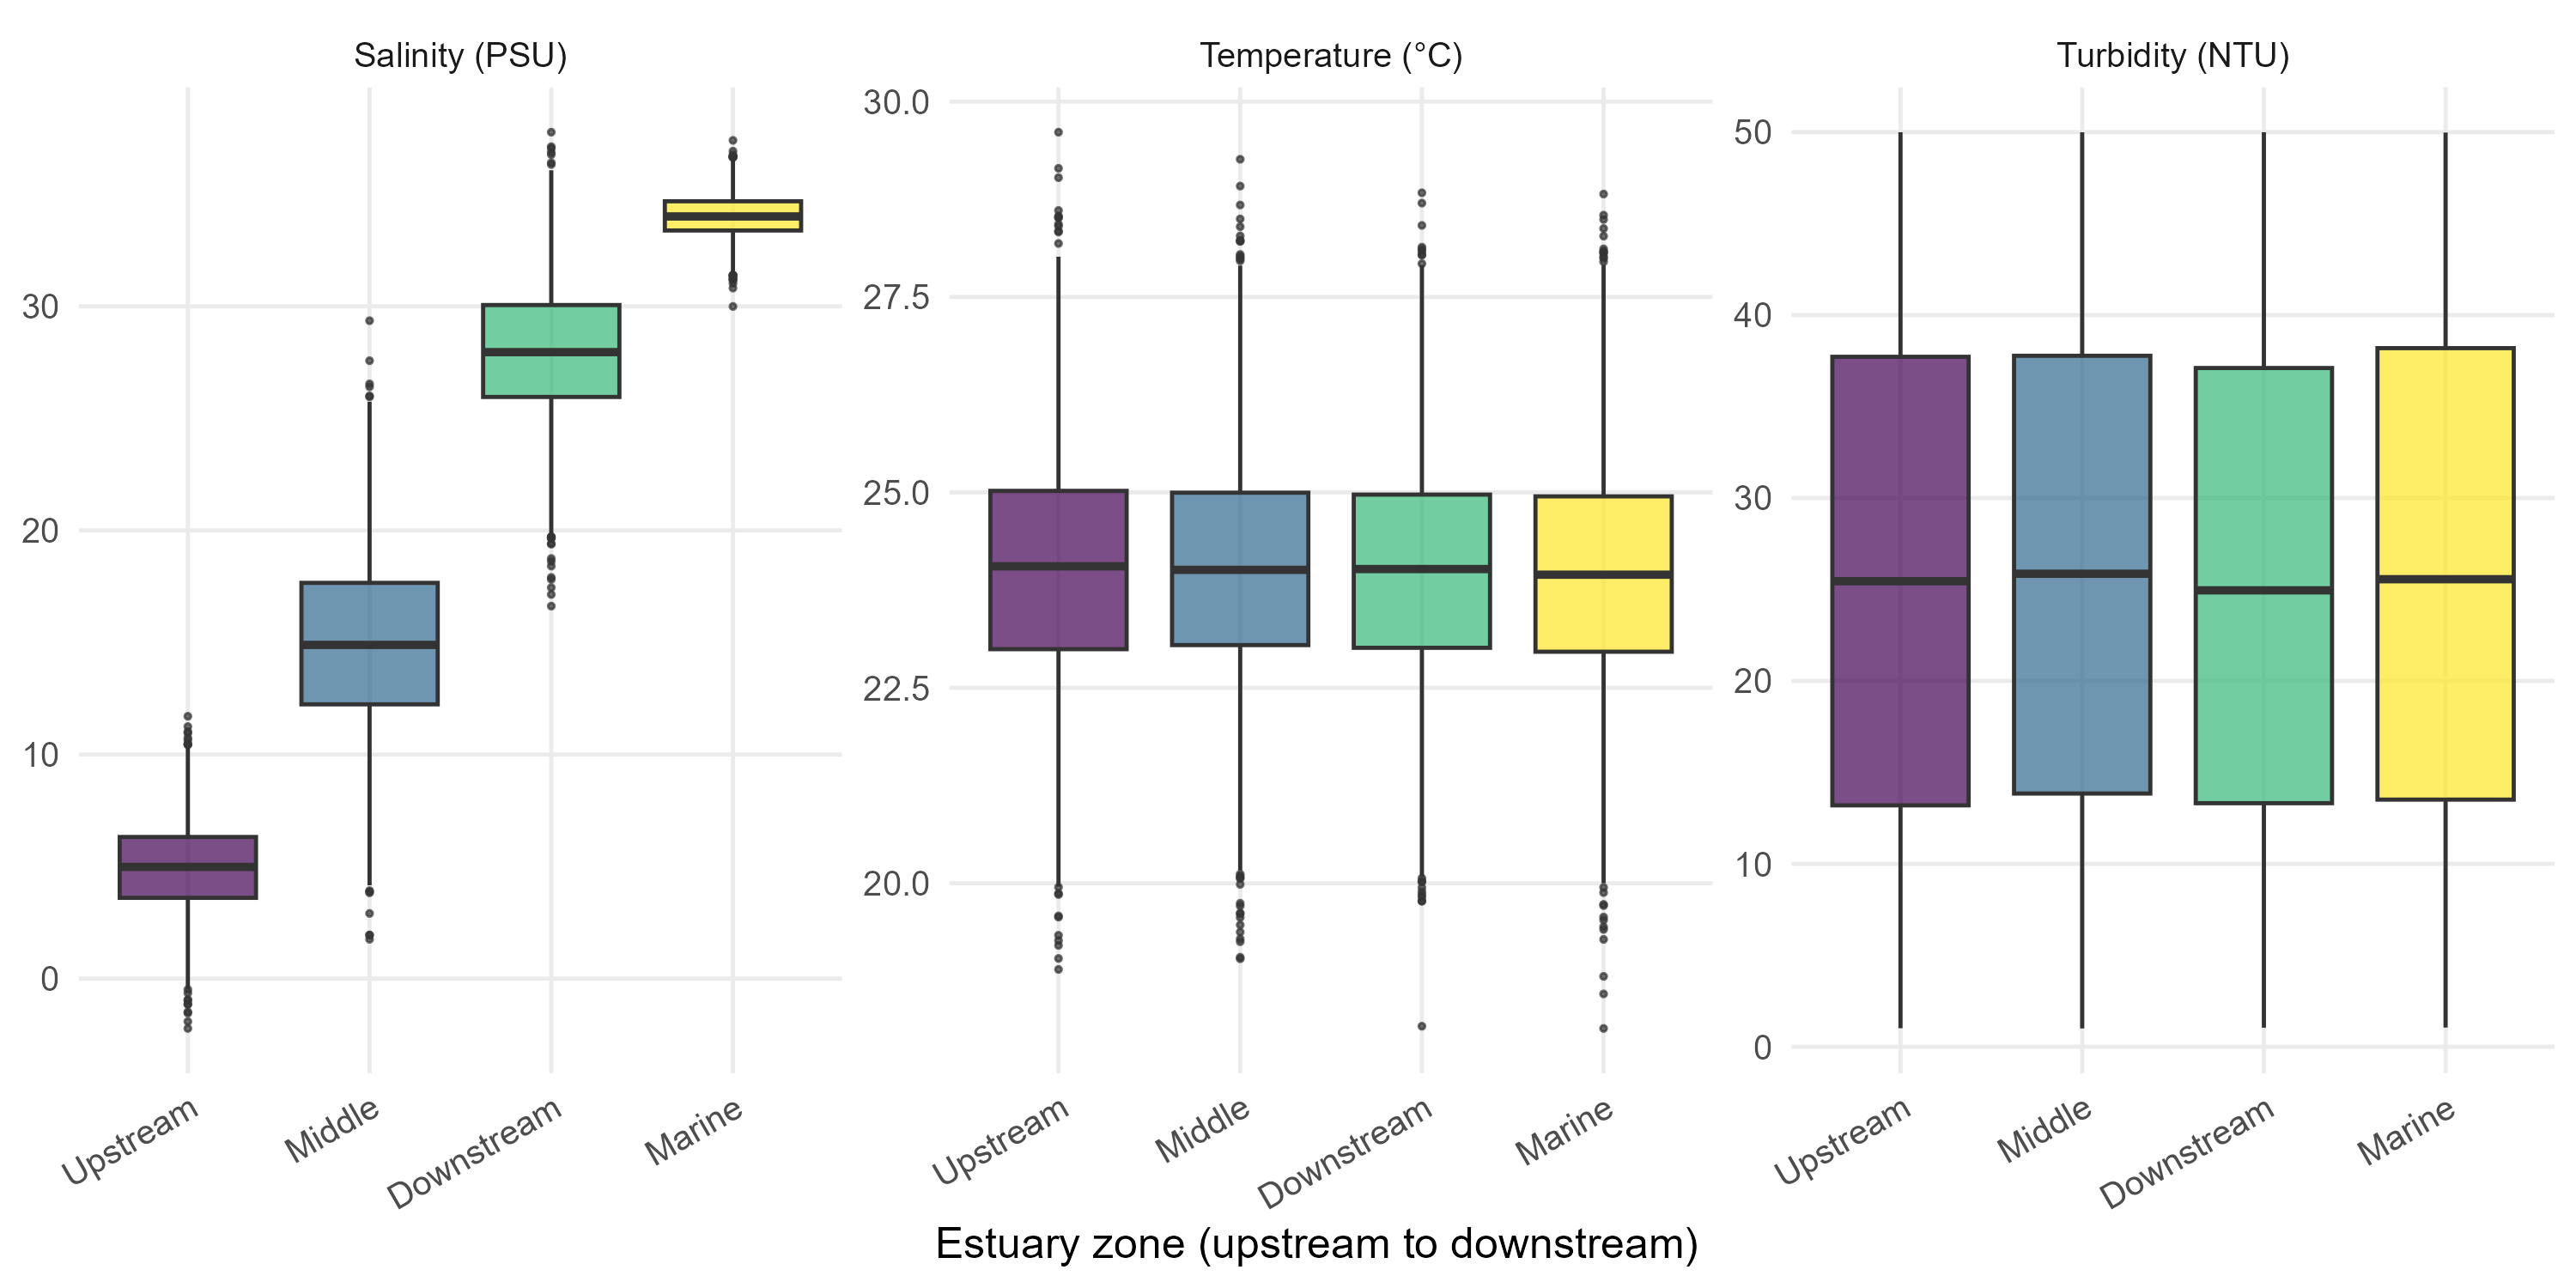 Salinity (PSU)
30
20
10
0
Upstream
Middle
Downstream
Marine
Temperature (°C)
30.0
27.5
25.0
22.5
20.0
Upstream
Middle
Downstream
Marine
Turbidity (NTU)
50
40
30
20
10
0
Upstream
Middle
Downstream
Marine
Estuary zone (upstream to downstream)